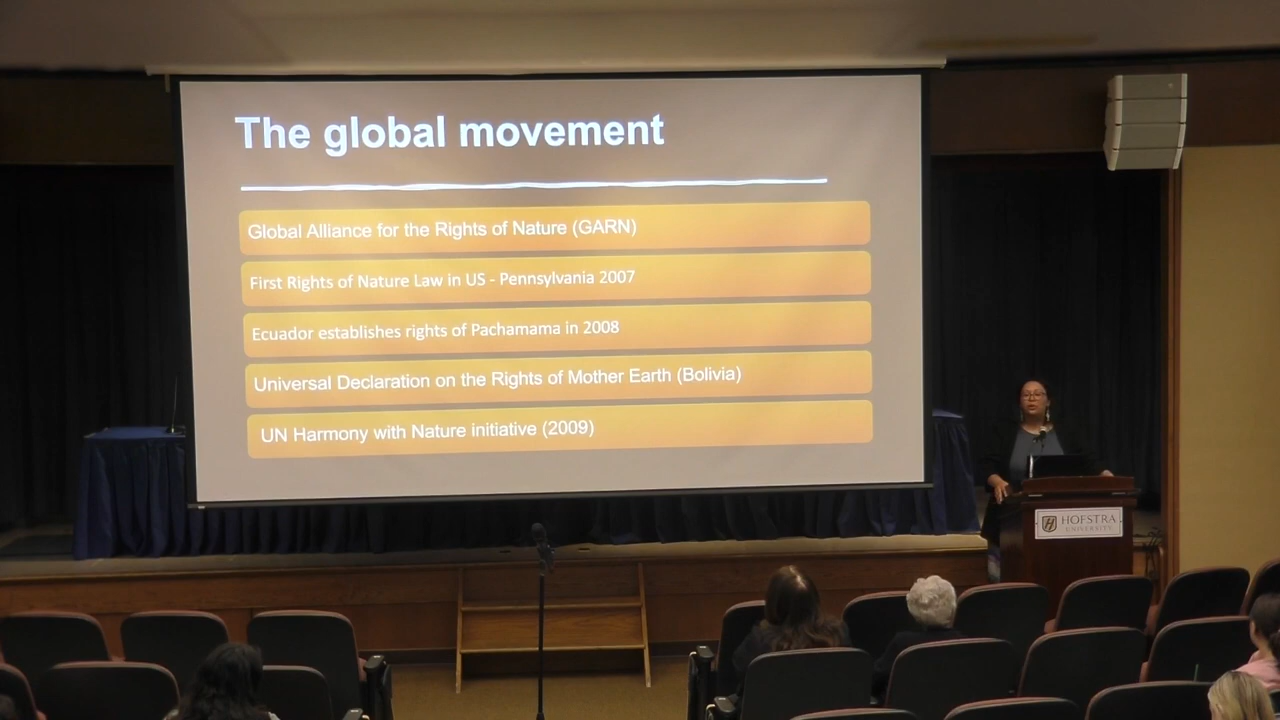 The global movement
Global Alliance for the Rights of Nature (GARN)
First Rights of Nature Law in US - Pennsylvania 2007
Ecuador establishes rights of Pachamama in 2008
Universal Declaration on the Rights of Mother Earth (Bolivia)
UN Harmony with Nature initiative (2009)
HOFSTRA
UNIVERSITY